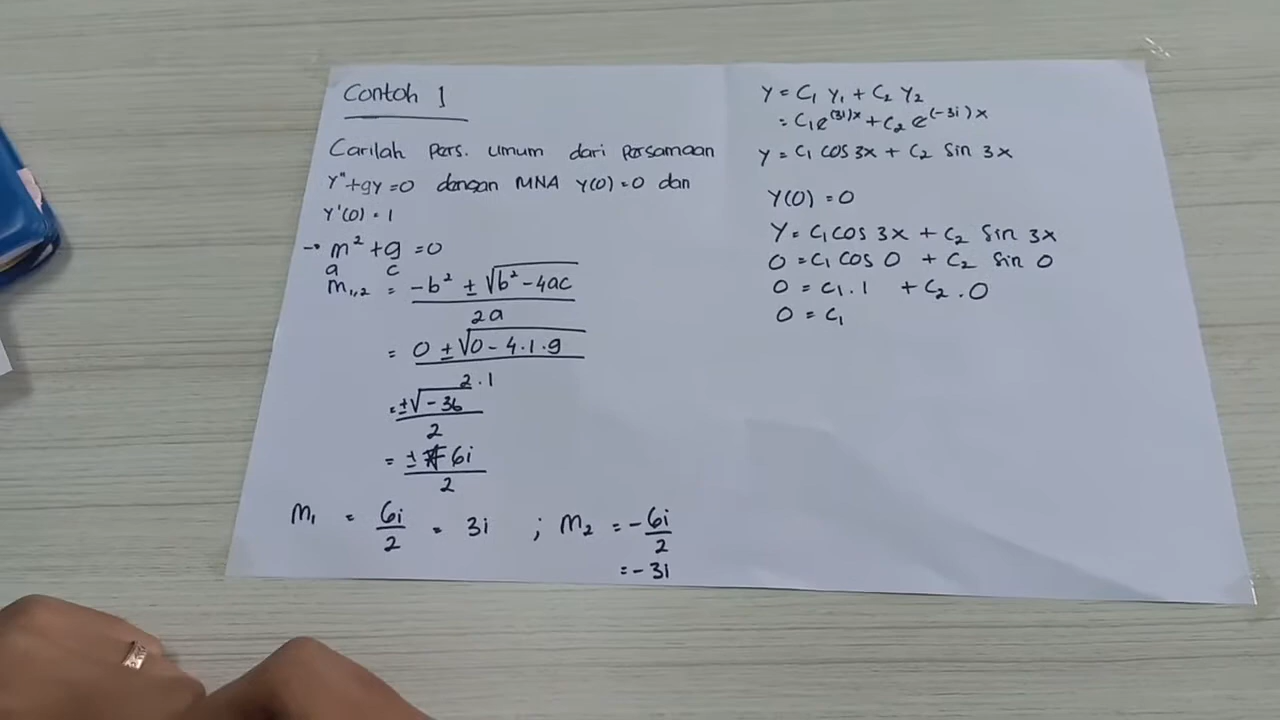 Contoh 1
Carilah Pers. Umum dari Persamaan
y"+9y=0 dengan MNA y(0)=0 dan
y'(0)=1
→ m²+9=0
a c
m₁,₂ = -b² ± √b²-4ac
2a
= 0 ± √0-4.1.9
2.1
= ±√-36
2
= ± 6i
2
m₁ = 6i/2 = 3i ; m₂ = -6i/2
= -3i
y = C₁ y₁ + C₂ y₂
= C₁e^(3i)x + C₂ e^(-3i)x
y = C₁ cos 3x + C₂ sin 3x
y(0) = 0
y = C₁ cos 3x + C₂ sin 3x
0 = C₁ cos 0 + C₂ sin 0
0 = C₁.1 + C₂.0
0 = C₁